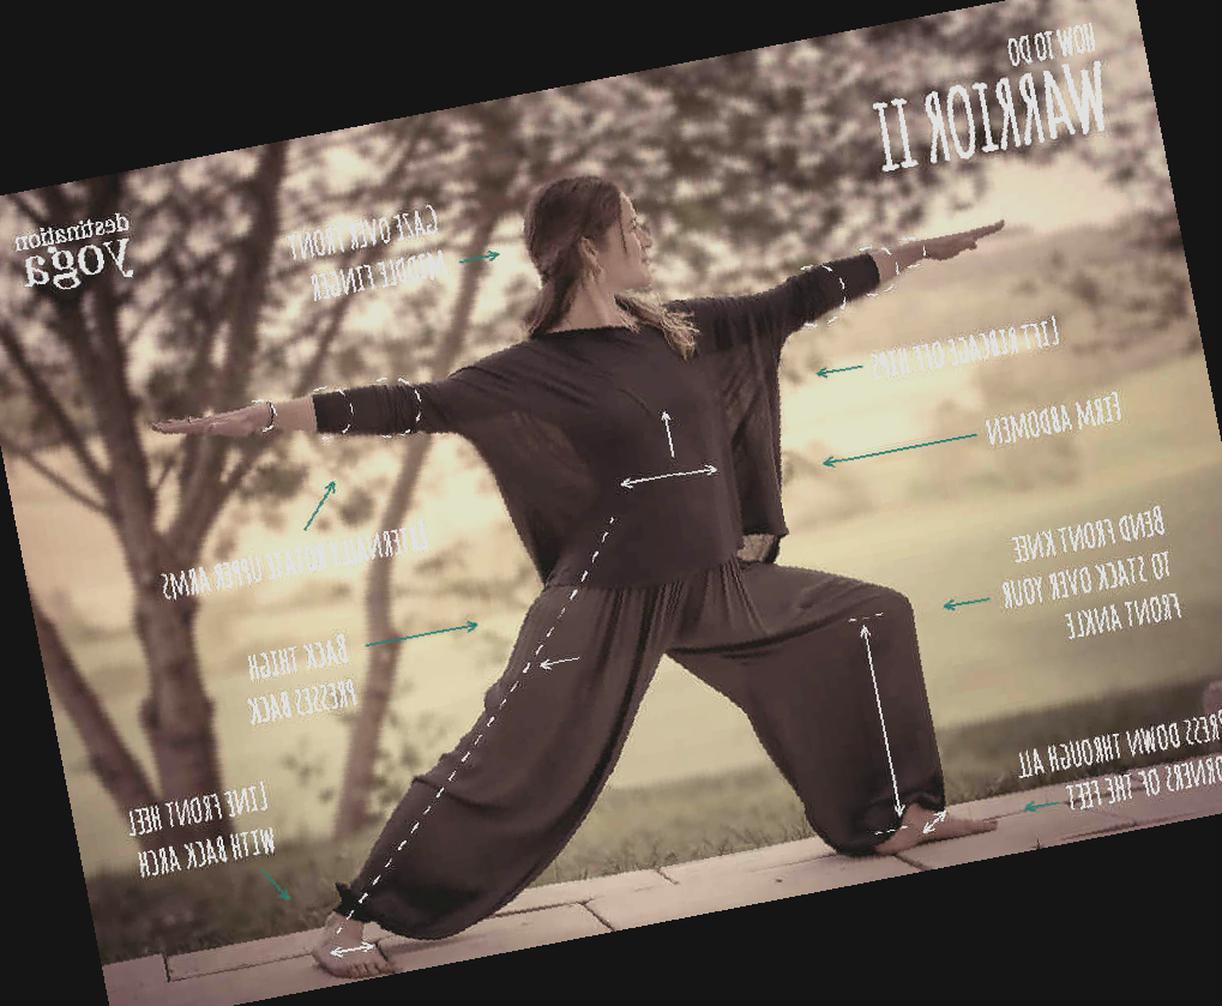 HOW TO DO
WARRIOR II
destination
yoga
GAZE OVER FRONT
MIDDLE FINGER
LIFT RIBCAGE OFF HIPS
FIRM ABDOMEN
EXTERNALLY ROTATE UPPER ARMS
BEND FRONT KNEE
TO STACK OVER YOUR
FRONT ANKLE
BACK THIGH
PRESSES BACK
RESS DOWN THROUGH ALL
ORNERS OF THE FEET
LINE FRONT HEEL
WITH BACK ARCH